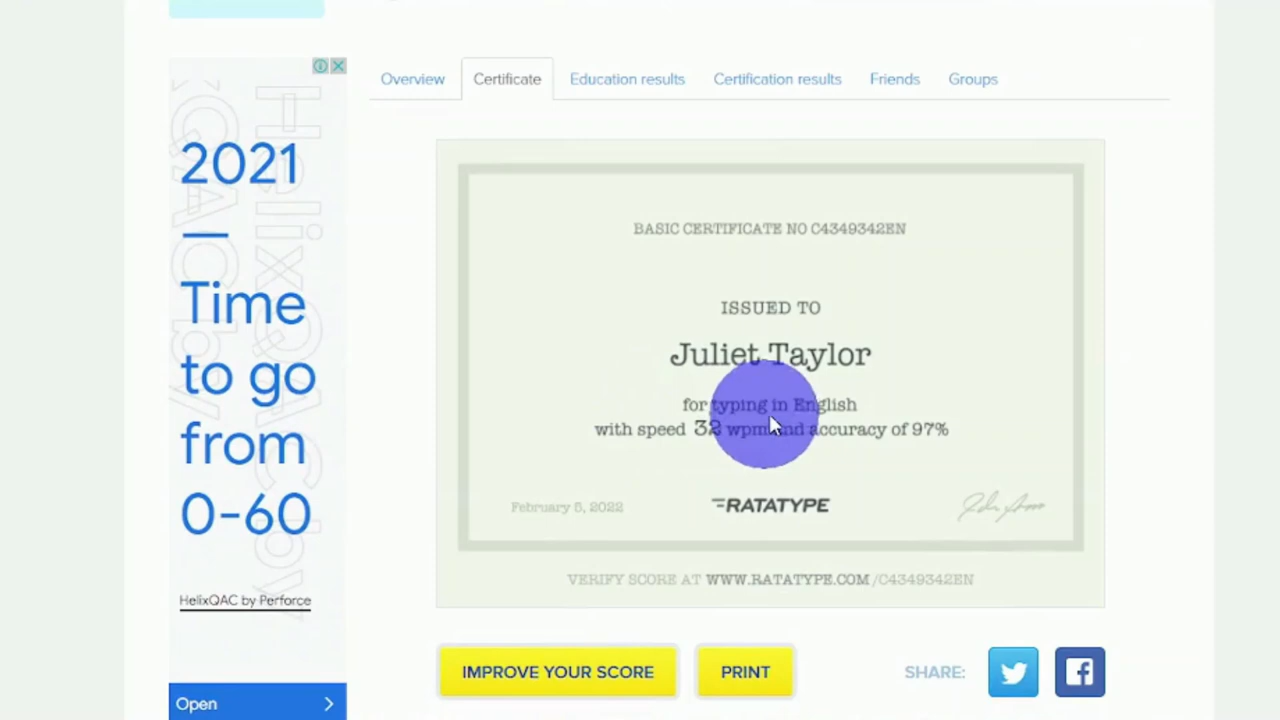 Overview Certificate Education results Certification results Friends Groups
2021
Time
to go
from
0-60
HelixQAC by Perforce
Open
BASIC CERTIFICATE NO C4349342EN
ISSUED TO
Juliet Taylor
for typing in English
with speed 32 wpm and accuracy of 97%
February 5, 2022
RATATYPE
VERIFY SCORE AT WWW.RATATYPE.COM /C4349342EN
IMPROVE YOUR SCORE
PRINT
SHARE: